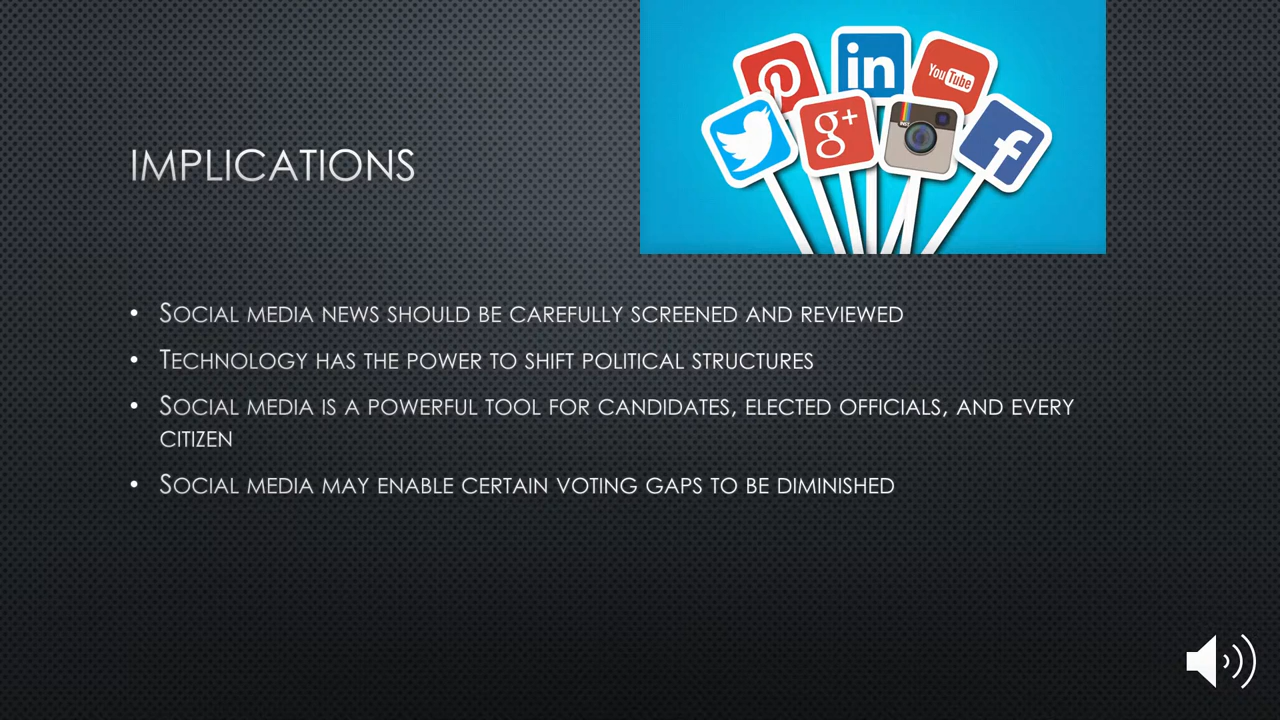 in
You Tube
g+
IMPLICATIONS
• Social media news should be carefully screened and reviewed
• Technology has the power to shift political structures
• Social media is a powerful tool for candidates, elected officials, and every
citizen
• Social media may enable certain voting gaps to be diminished